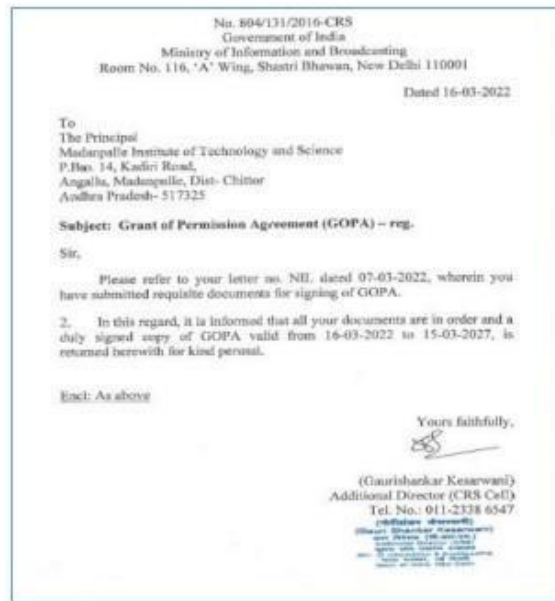 No. 804/131/2016-CRS
Government of India
Ministry of Information and Broadcasting
Room No. 116, 'A' Wing, Shastri Bhawan, New Delhi 110001
Dated 16-03-2022
To
The Principal
Madanpalle Institute of Technology and Science
P.Box. 14, Kadiri Road,
Angallu, Madanpalle, Dist- Chittor
Andhra Pradesh- 517325
Subject: Grant of Permission Agreement (GOPA) – reg.
Sir,
Please refer to your letter no. NIL dated 07-03-2022, wherein you
have submitted requisite documents for signing of GOPA.
2. In this regard, it is informed that all your documents are in order and a
duly signed copy of GOPA valid from 16-03-2022 to 15-03-2027, is
returned herewith for kind perusal.
Encl: As above
Yours faithfully,
(Gaurishankar Kesarwani)
Additional Director (CRS Cell)
Tel. No.: 011-2338 6547
(Gauri Shankar Kesarwani)